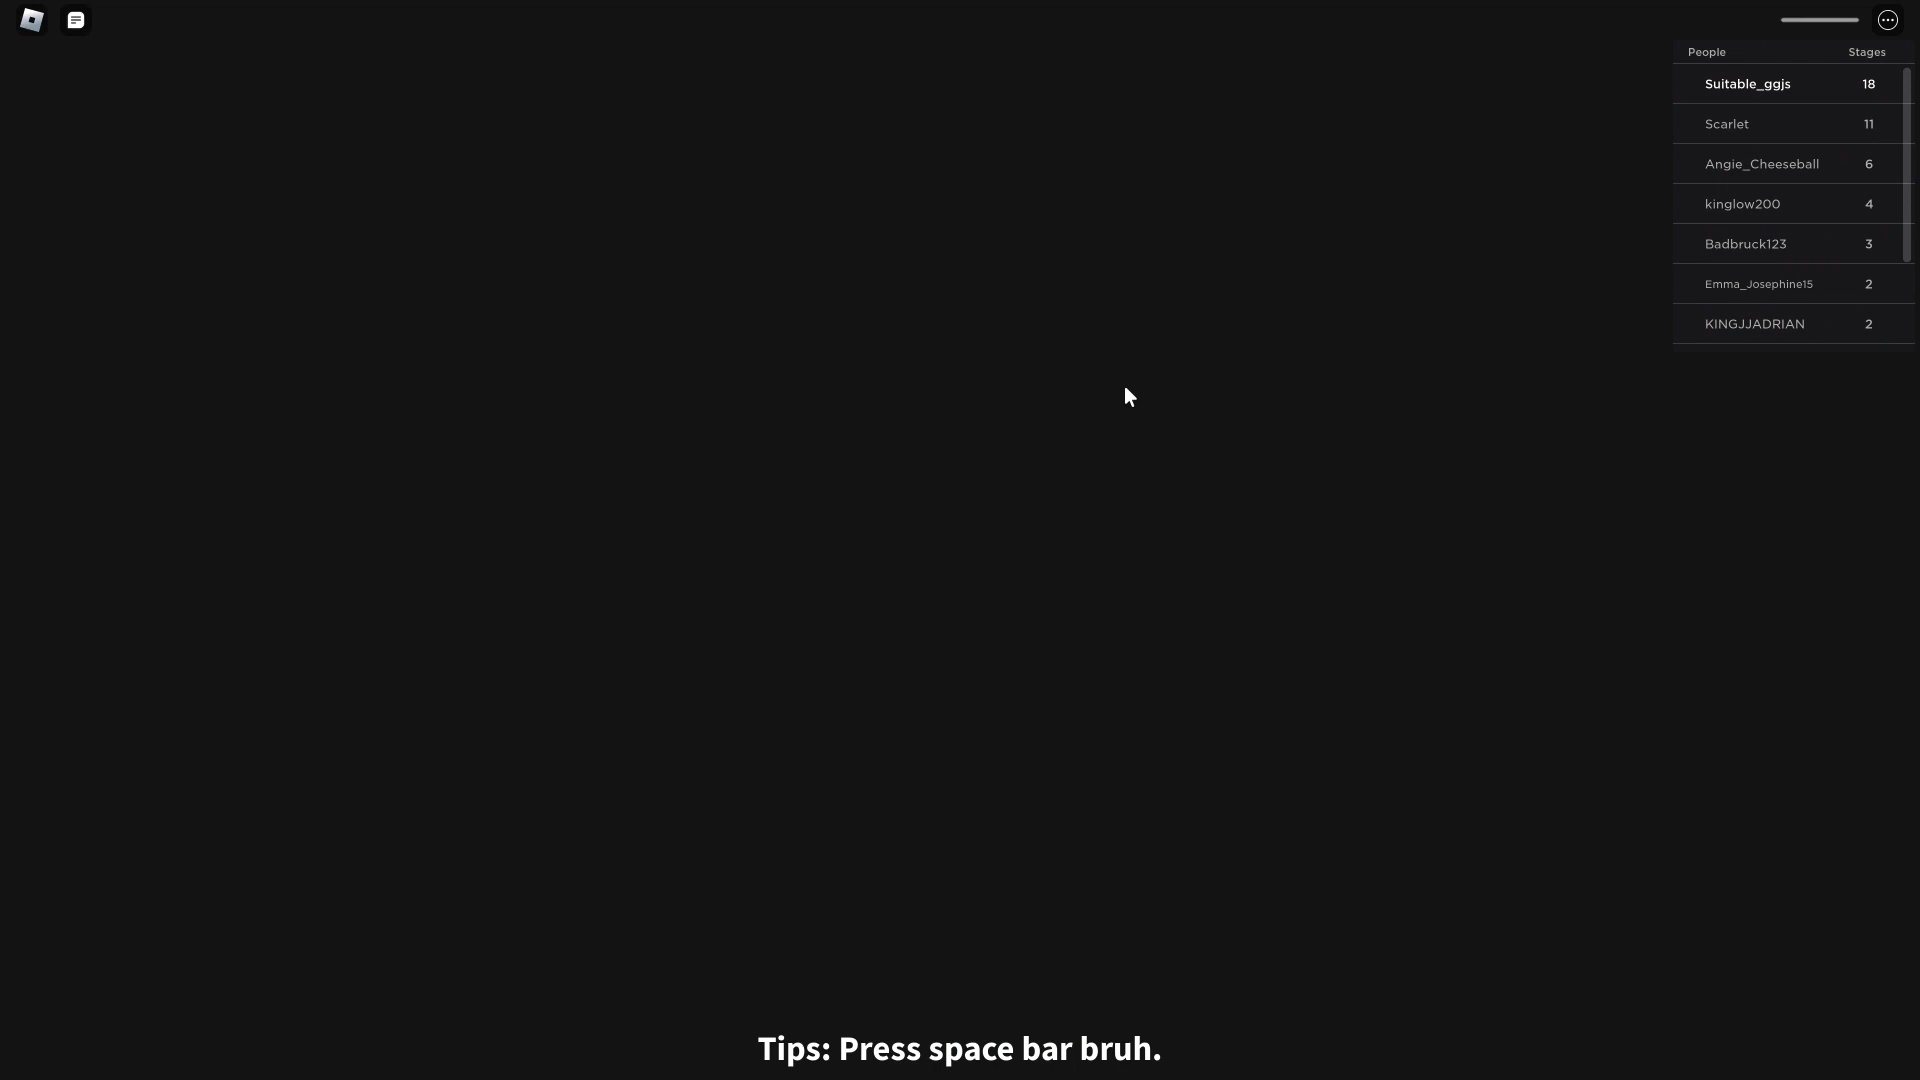 People Stages
Suitable_ggjs 18
Scarlet 11
Angie_Cheeseball 6
kinglow200 4
Badbruck123 3
Emma_Josephine15 2
KINGJJADRIAN 2
Tips: Press space bar bruh.